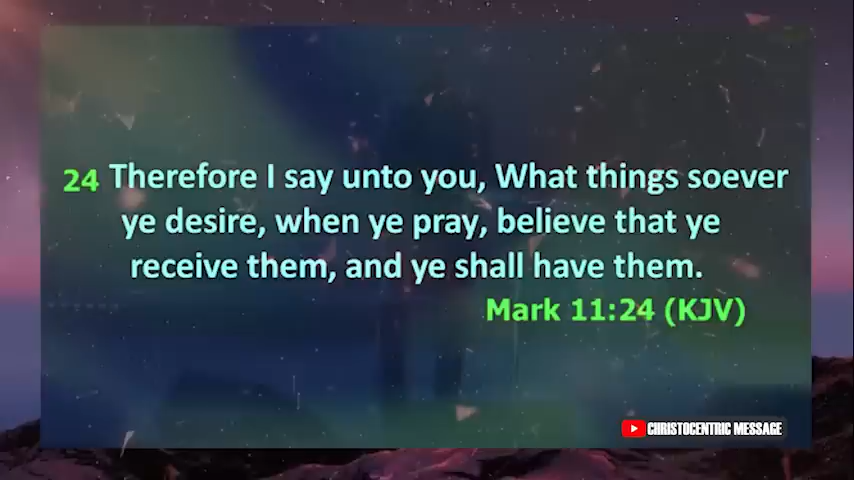 24 Therefore I say unto you, What things soever
ye desire, when ye pray, believe that ye
receive them, and ye shall have them.
Mark 11:24 (KJV)
CHRISTOCENTRIC MESSAGE